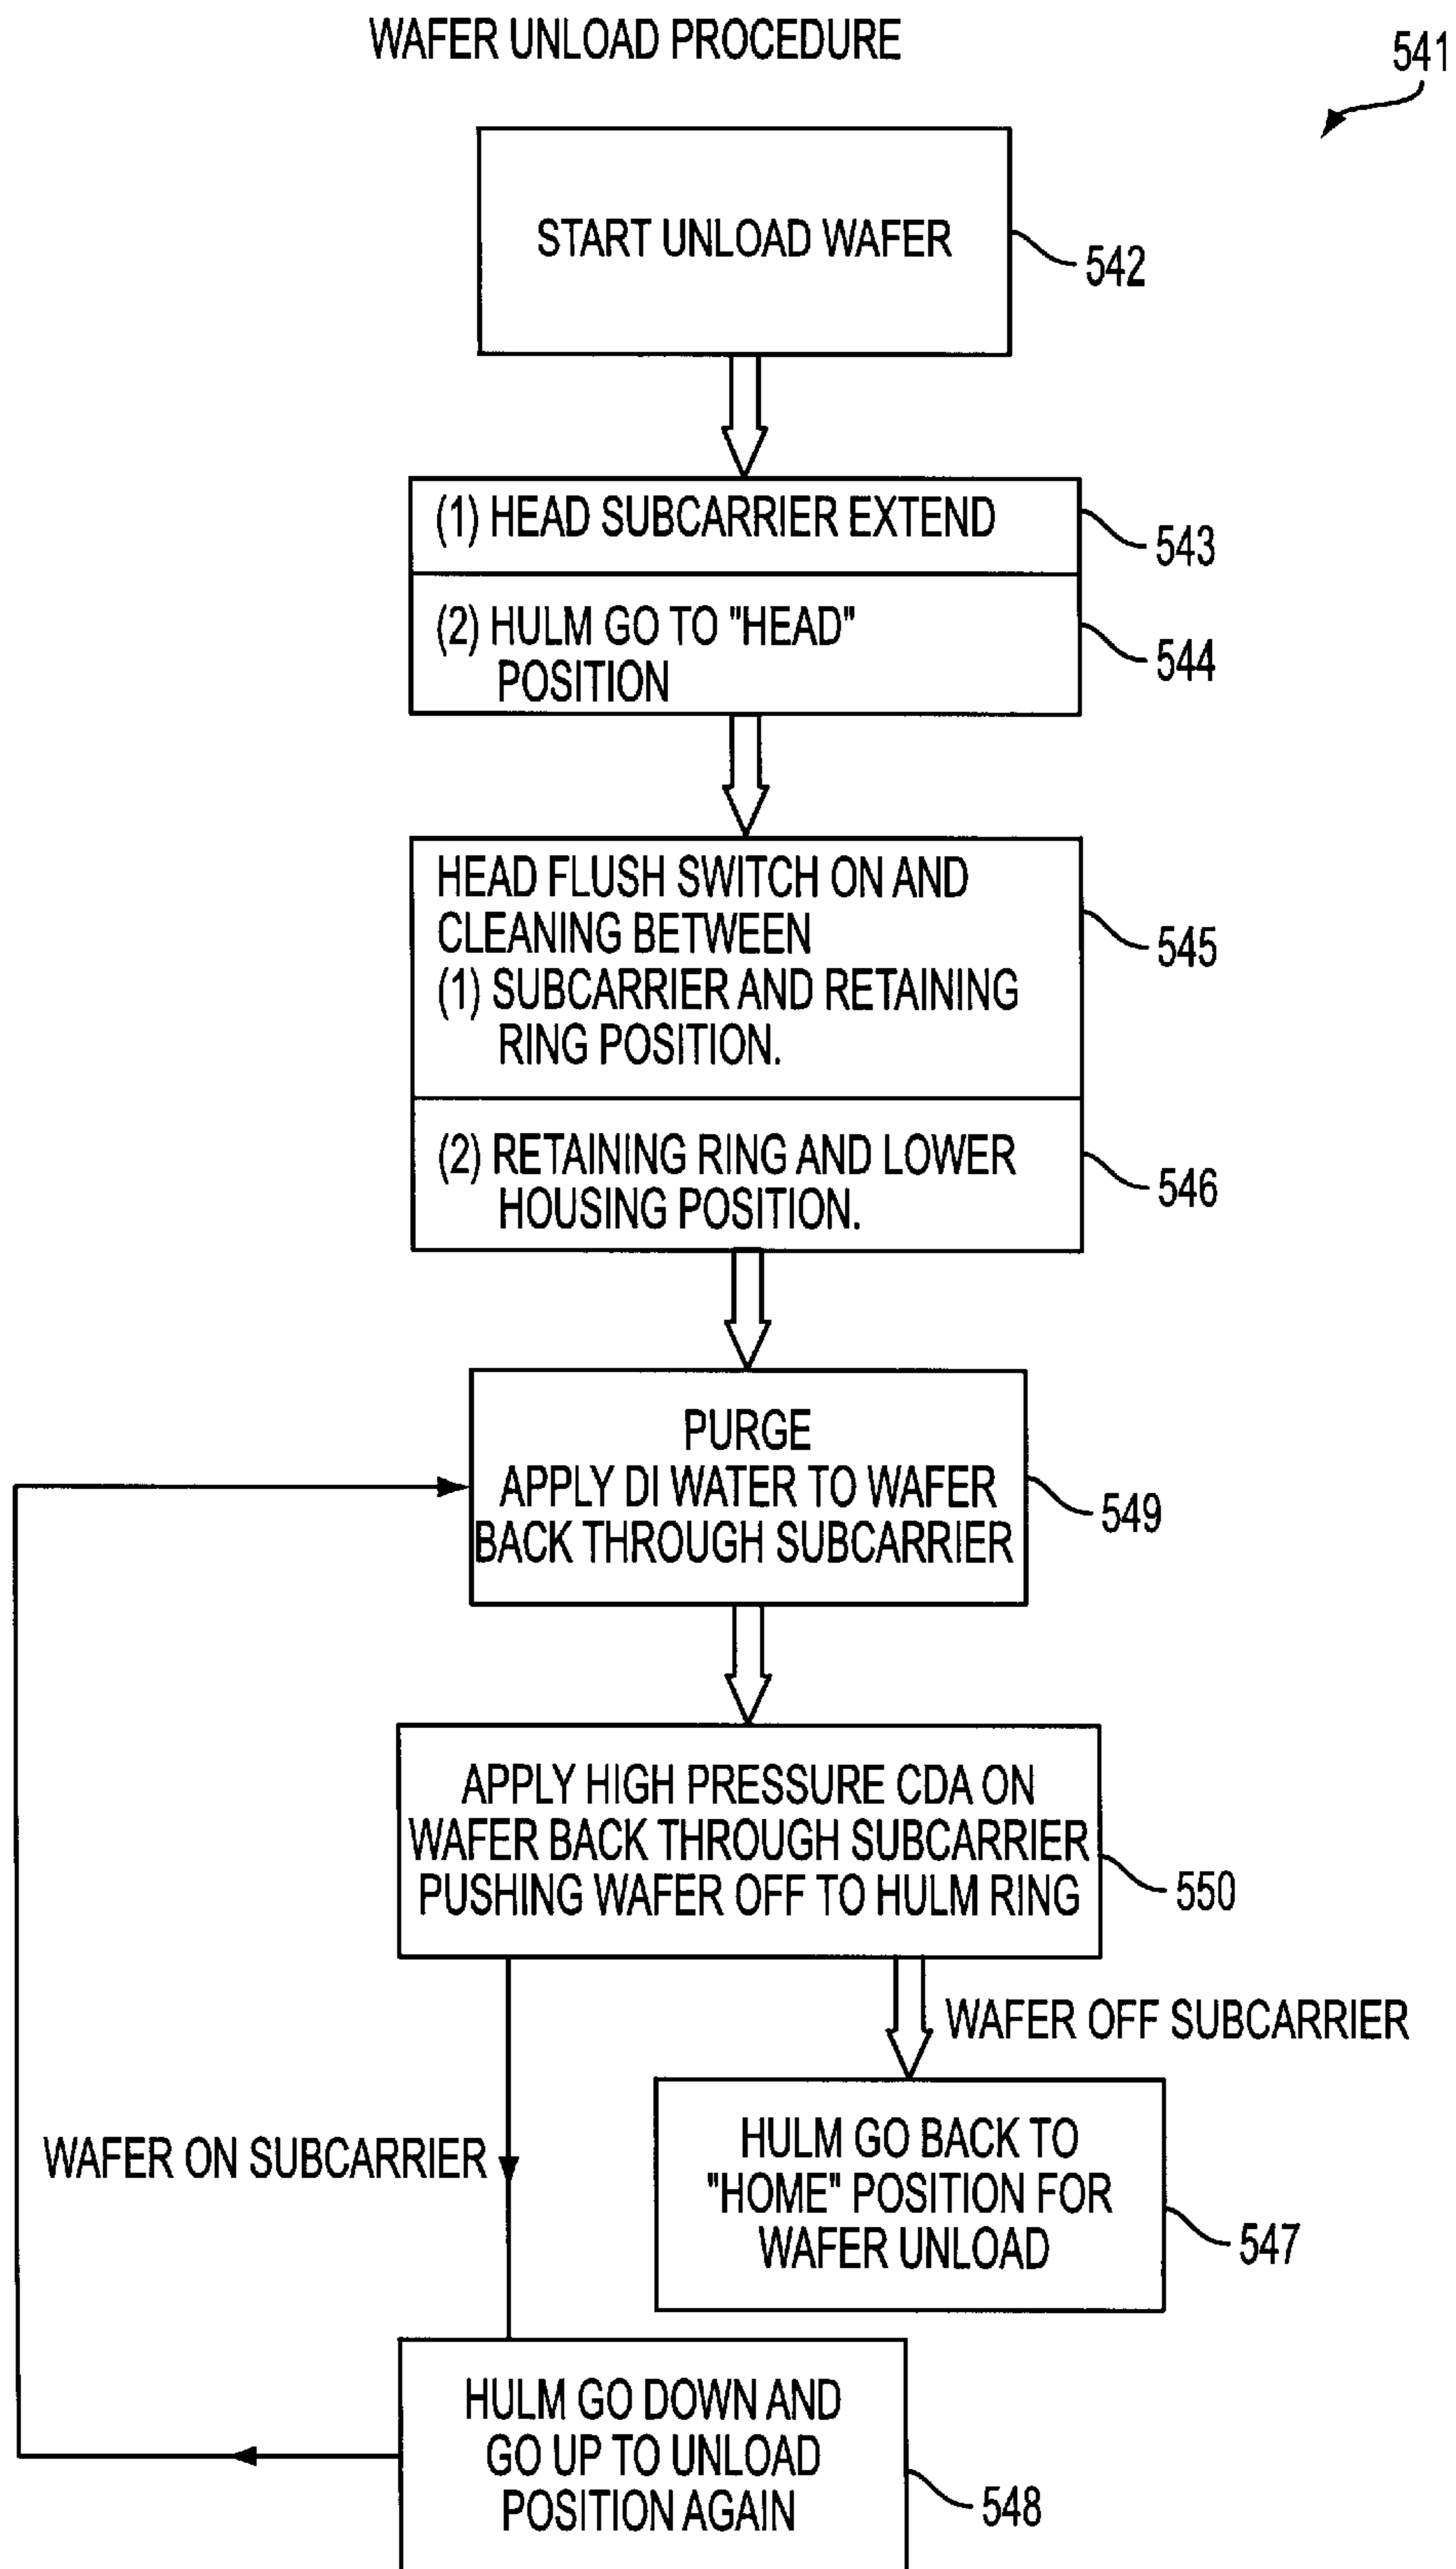 WAFER UNLOAD PROCEDURE
541
START UNLOAD WAFER
542
(1) HEAD SUBCARRIER EXTEND
543
(2) HULM GO TO "HEAD"
POSITION
544
HEAD FLUSH SWITCH ON AND
CLEANING BETWEEN
(1) SUBCARRIER AND RETAINING
RING POSITION.
545
(2) RETAINING RING AND LOWER
HOUSING POSITION.
546
PURGE
APPLY DI WATER TO WAFER
BACK THROUGH SUBCARRIER
549
APPLY HIGH PRESSURE CDA ON
WAFER BACK THROUGH SUBCARRIER
PUSHING WAFER OFF TO HULM RING
550
WAFER OFF SUBCARRIER
WAFER ON SUBCARRIER
HULM GO BACK TO
"HOME" POSITION FOR
WAFER UNLOAD
547
HULM GO DOWN AND
GO UP TO UNLOAD
POSITION AGAIN
548